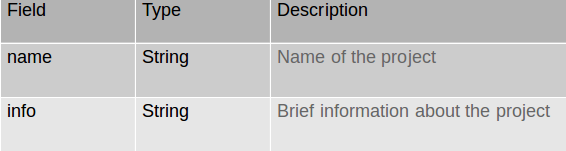 Field Type Description
name String Name of the project
info String Brief information about the project